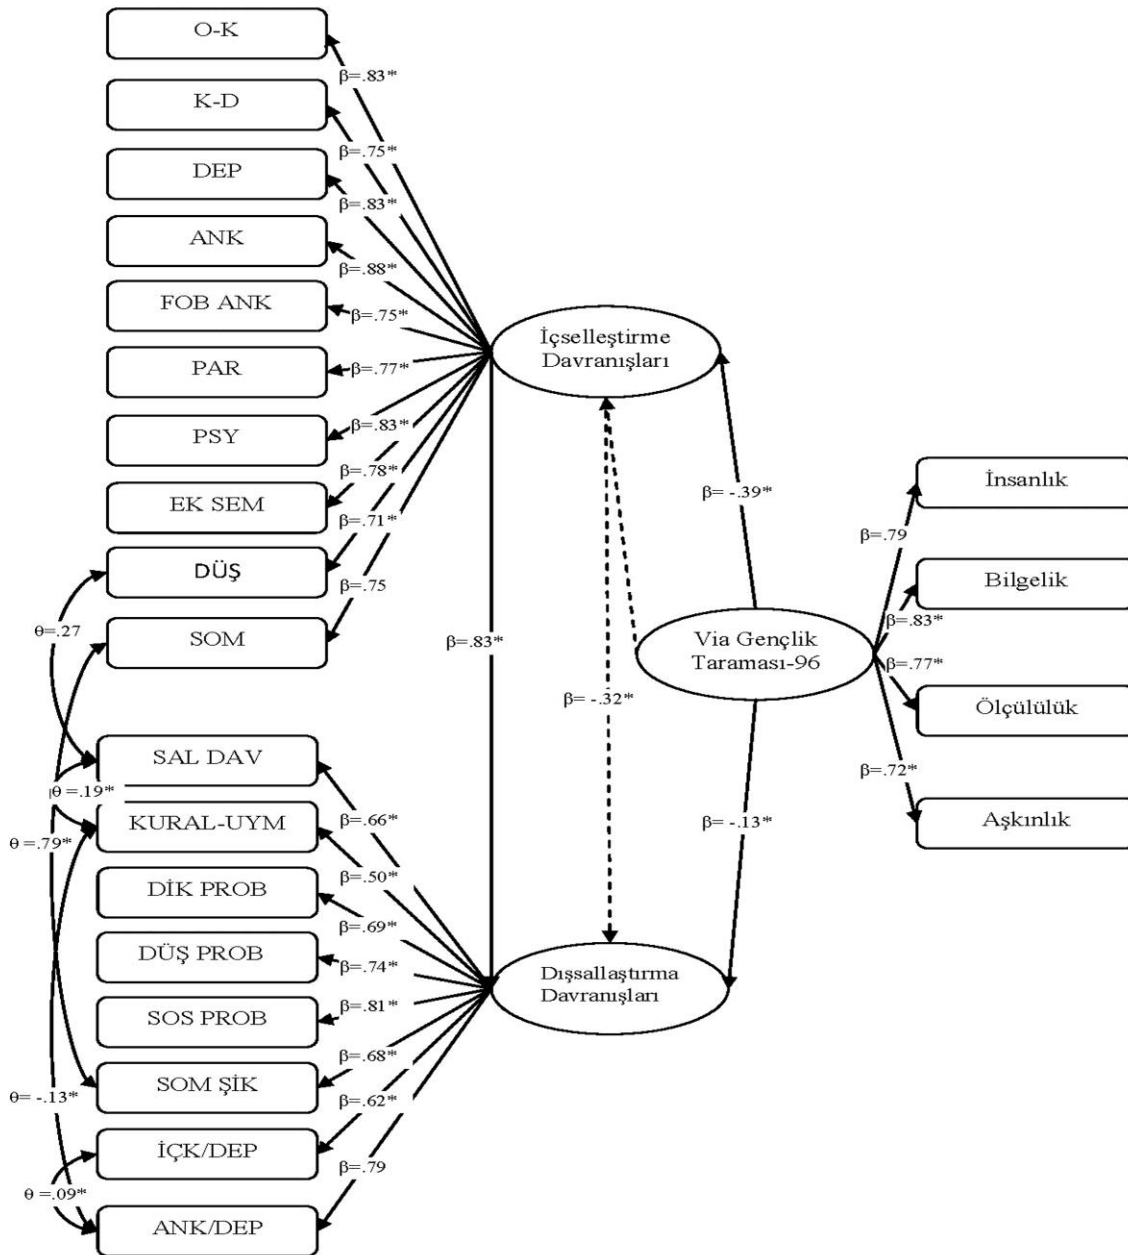 O-K
β=.83*
K-D
β=.75*
DEP
β=.83*
ANK
β=.88*
FOB ANK
β=.75*
PAR
β=.77*
PSY
β=.83*
EK SEM
β=.78*
DÜŞ
β=.71*
SOM
β=.75
θ=.27
İçselleştirme
Davranışları
β= -.39*
İnsanlık
β=.79
Bilgelik
β=.83*
Via Gençlik
Taraması-96
β=.77*
Ölçülülük
β=.72*
Aşkınlık
β=.83*
β= -.32*
β= -.13*
SAL DAV
θ =.19*
β=.66*
KURAL-UYM
θ =.79*
β=.50*
DİK PROB
β=.69*
DÜŞ PROB
β=.74*
SOS PROB
β=.81*
Dışsallaştırma
Davranışları
SOM ŞİK
β=.68*
θ= -.13*
β=.62*
İÇK/DEP
β=.79
θ =.09*
ANK/DEP